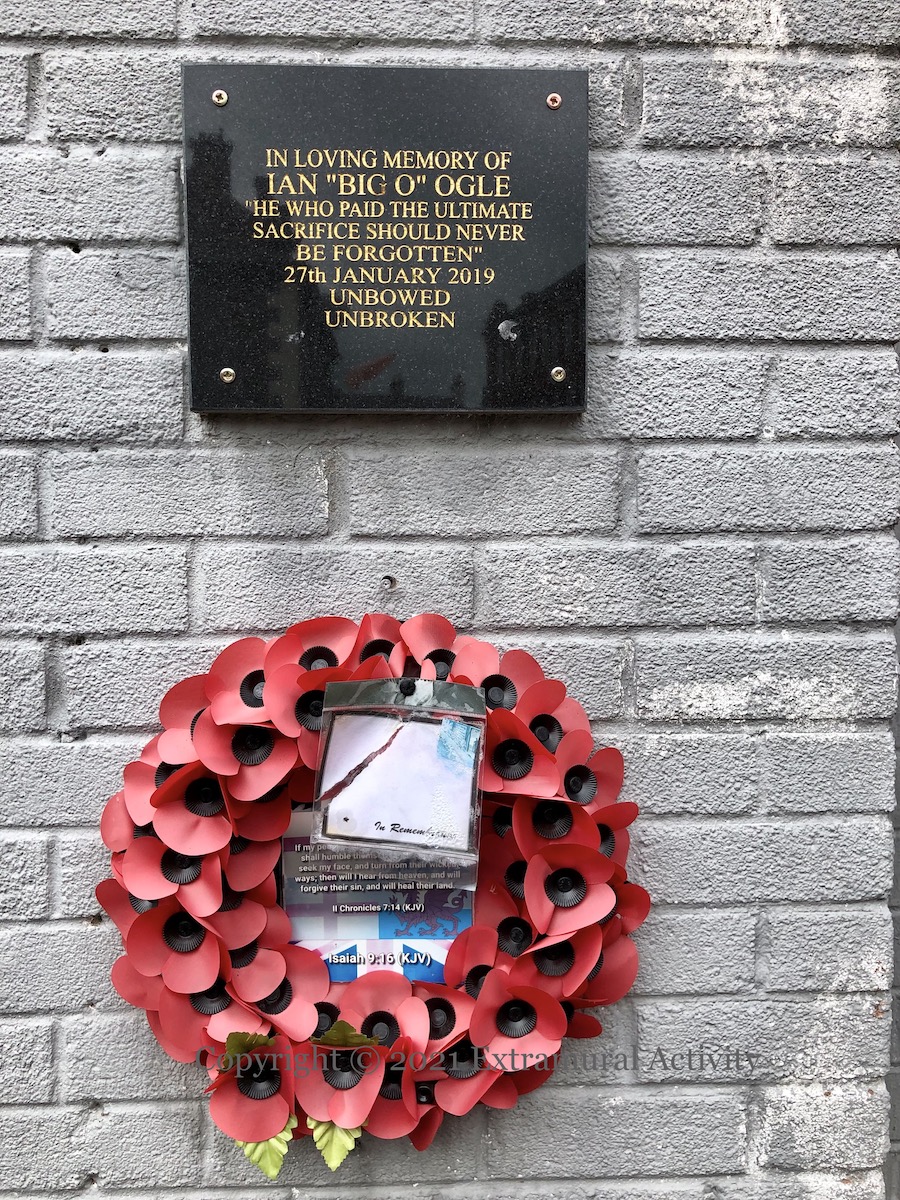 IN LOVING MEMORY OF
IAN "BIG O" OGLE
"HE WHO PAID THE ULTIMATE
SACRIFICE SHOULD NEVER
BE FORGOTTEN"
27th JANUARY 2019
UNBOWED
UNBROKEN
In
If my
shall humble
seek my face, and turn from their wicked
ways; then will I hear from heaven, and will
forgive their sin, and will heal their land.
II Chronicles 7:14 (KJV)
Isaiah 9:16 (KJV)
Copyright © 2021 Extramural Activity